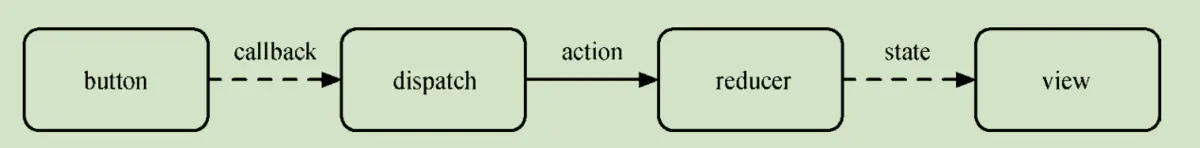 button
callback
dispatch
action
reducer
state
view